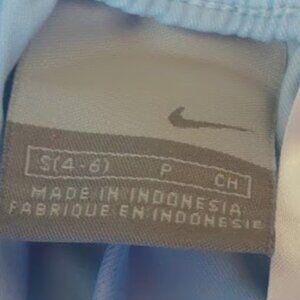 S(4-6) P CH
MADE IN INDONESIA
FABRIQUE EN INDONESIE